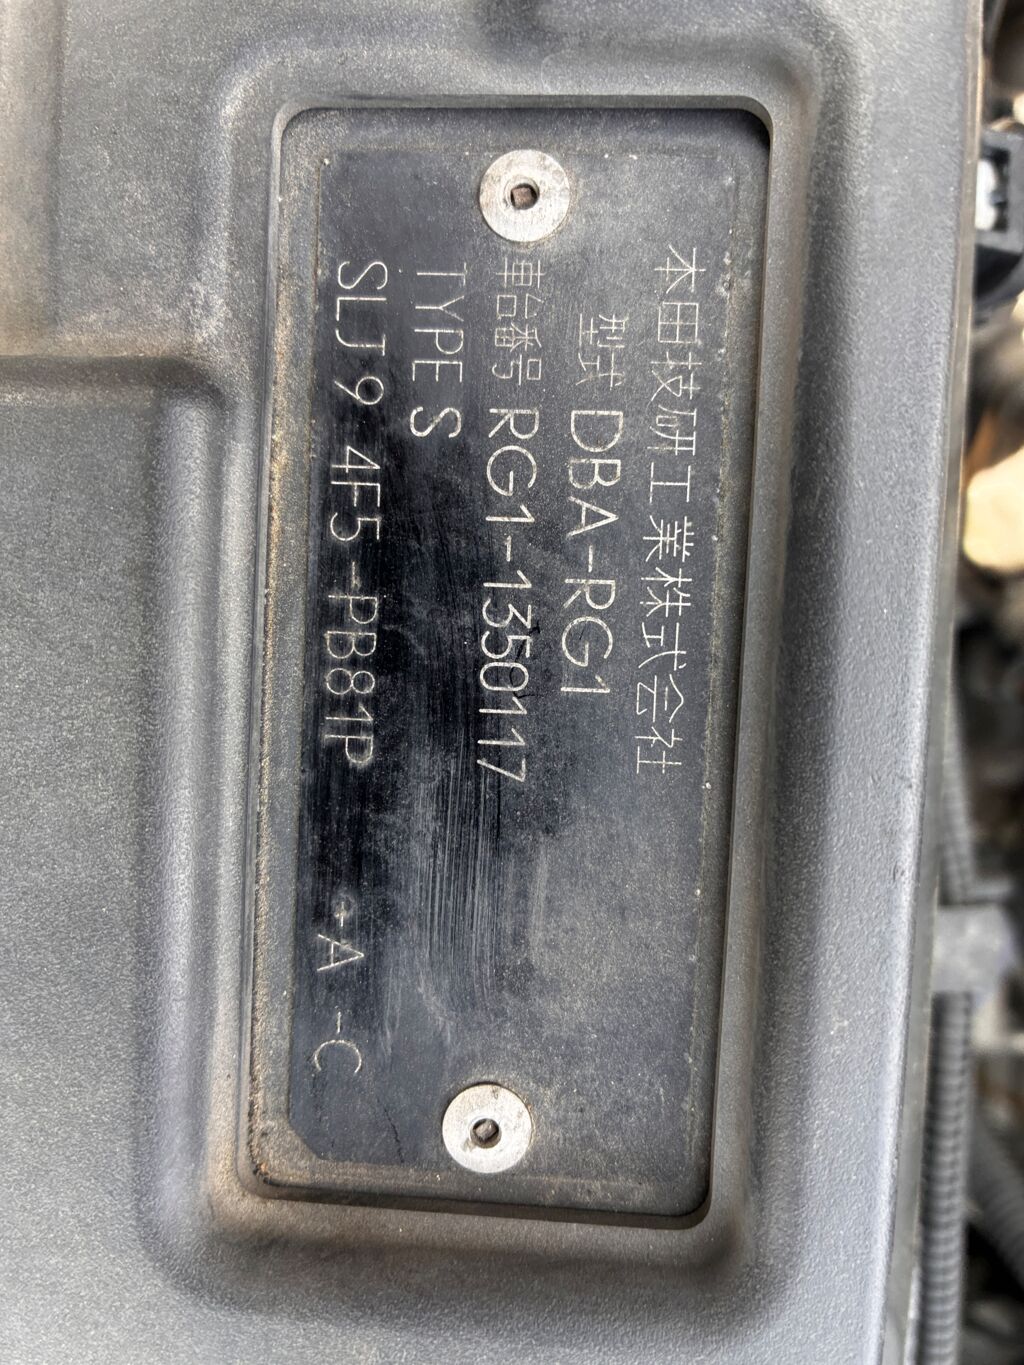 本田技研工業株式会社
型式 DBA-RG1
車台番号 RG1-1350117
TYPE S
SLJ9 4F5-PB81P -A -C